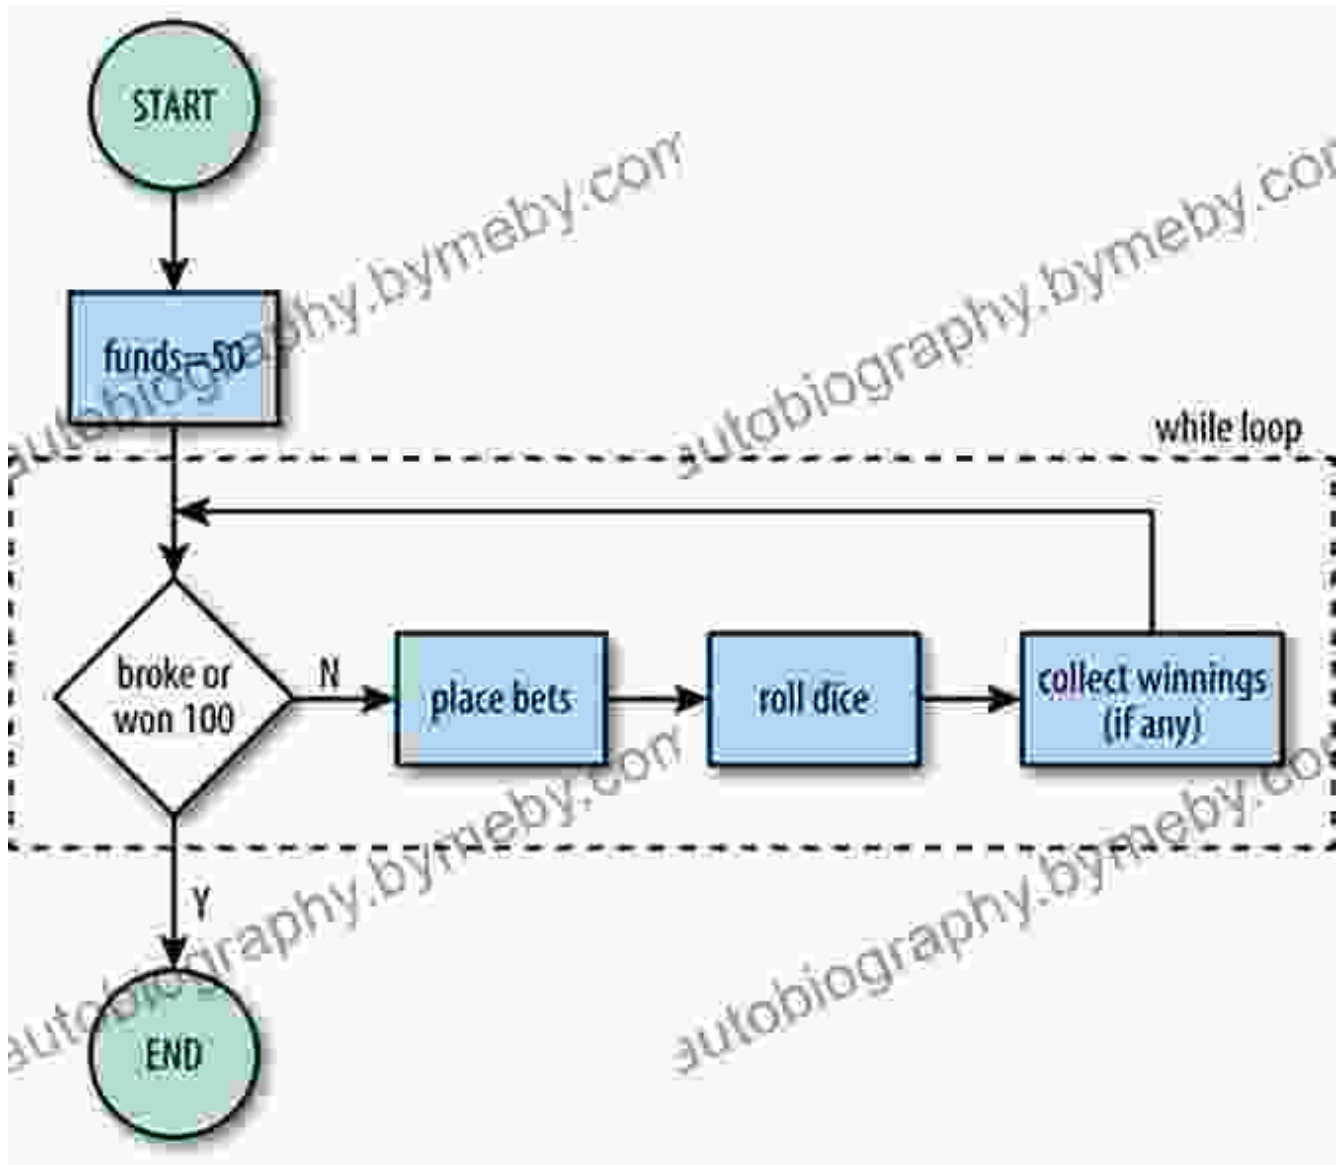 START
funds=50
while loop
broke or
won 100
N
place bets
roll dice
collect winnings
(if any)
Y
END
autobiography.bymeby.com
autobiography.bymeby.com
autobiography.bymeby.com
autobiography.bymeby.com